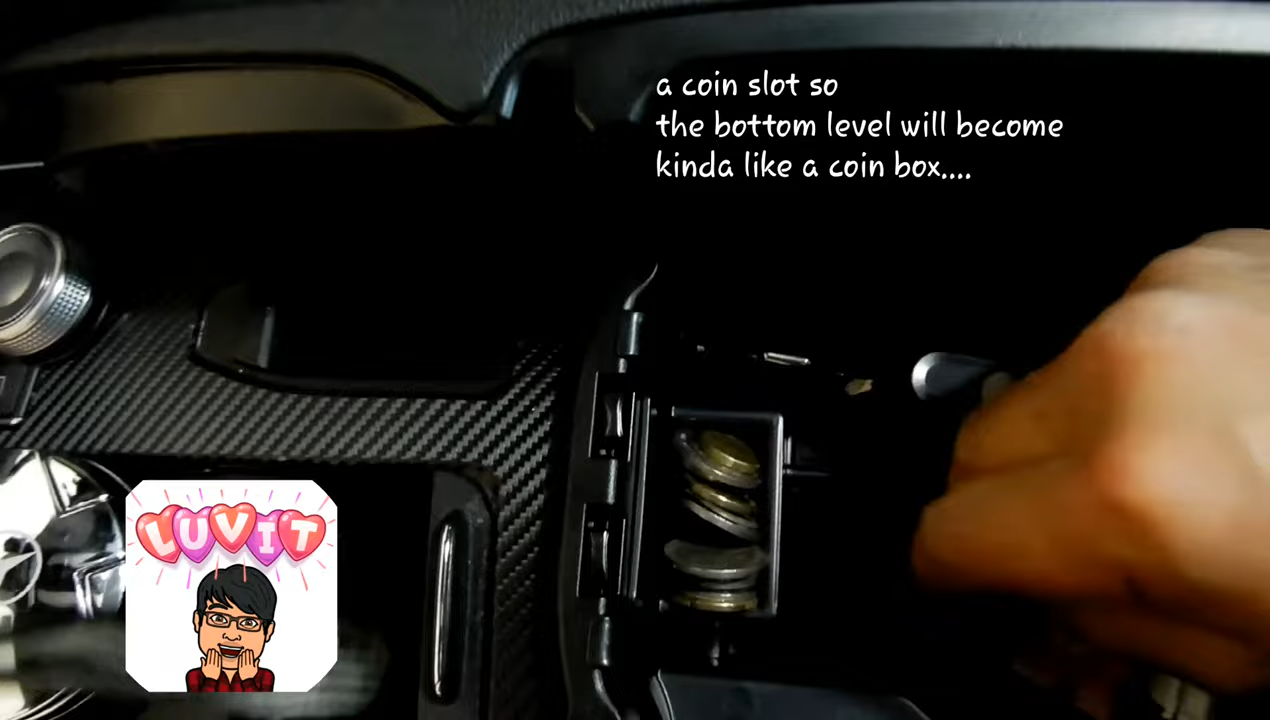 a coin slot so
the bottom level will become
kinda like a coin box....
LUVIT